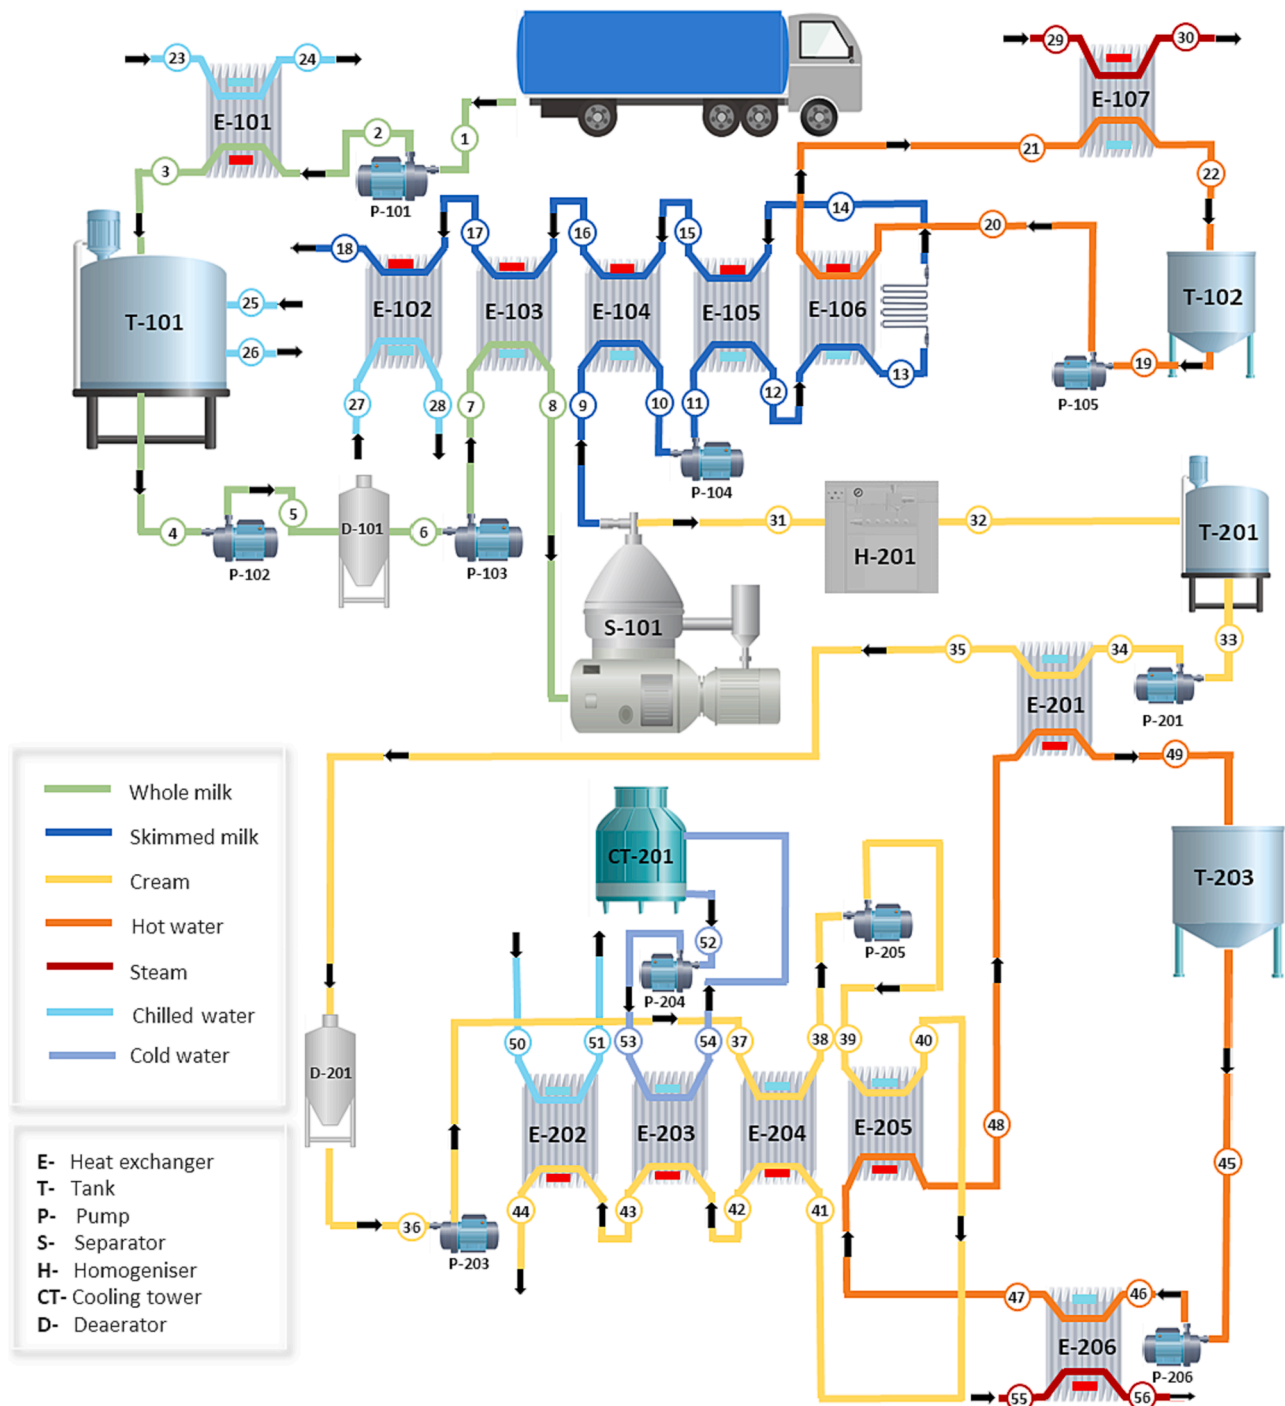 23
24
29
30
E-101
E-107
2
1
3
P-101
21
22
17
16
15
14
20
18
E-102
E-103
E-104
E-105
E-106
T-101
25
26
T-102
13
19
P-105
27
28
7
8
9
10
11
12
P-104
4
5
D-101
6
P-102
P-103
31
32
H-201
T-201
S-101
33
35
34
E-201
P-201
49
Whole milk
Skimmed milk
Cream
Hot water
Steam
Chilled water
Cold water
CT-201
T-203
52
P-204
P-205
50
51
53
54
37
38
39
40
D-201
E-202
E-203
E-204
E-205
48
45
44
43
42
41
36
P-203
E- Heat exchanger
T- Tank
P- Pump
S- Separator
H- Homogeniser
CT- Cooling tower
D- Deaerator
47
46
E-206
P-206
55
56